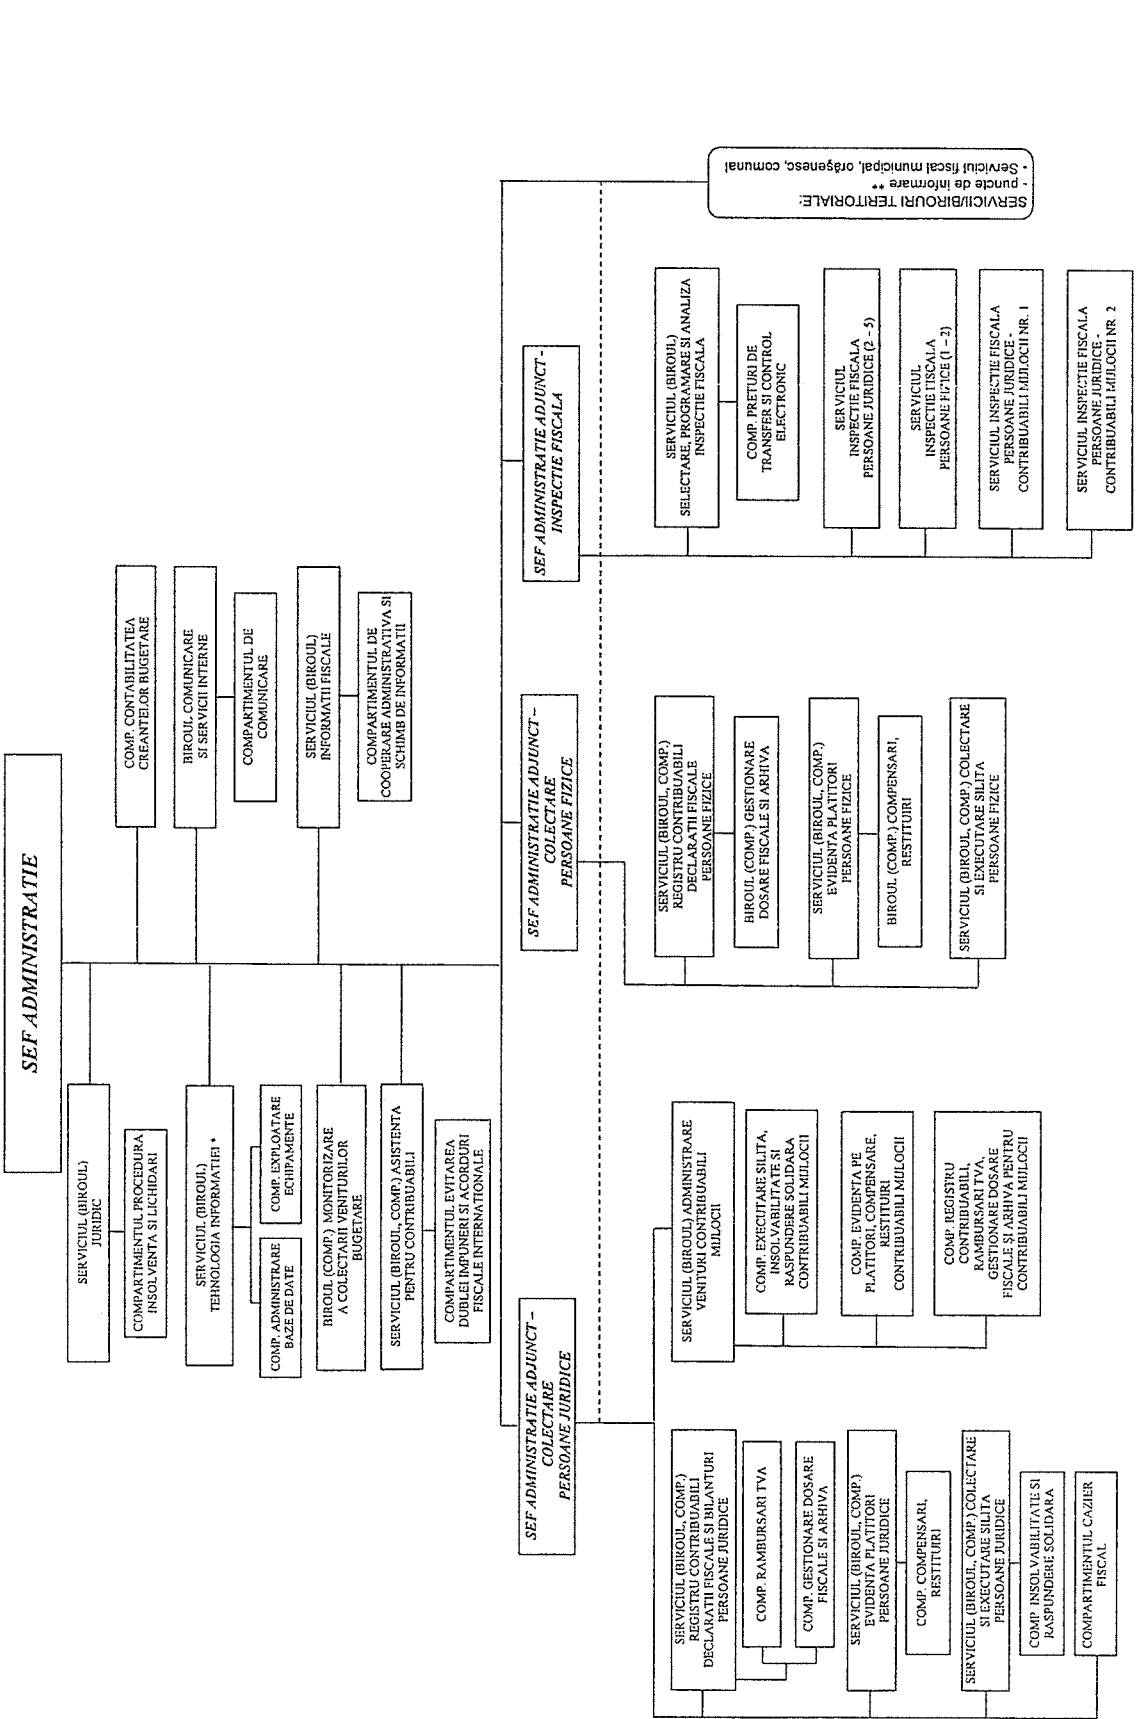 SEF ADMINISTRATIE
SERVICIUL (BIROUL)
JURIDIC
COMPARTIMENTUL PROCEDURA
INSOLVENTA SI LICHIDARI
SERVICIUL (BIROUL)
TEHNOLOGIA INFORMATIEI *
COMP. ADMINISTRARE
BAZE DE DATE
COMP. EXPLOATARE
ECHIPAMENTE
BIROUL (COMP.) MONITORIZARE
A COLECTARII VENITURILOR
BUGETARE
SERVICIUL (BIROUL, COMP.) ASISTENTA
PENTRU CONTRIBUABILI
COMPARTIMENTUL EVITAREA
DUBLEI IMPUNERI SI ACORDURI
FISCALE INTERNATIONALE
COMP. CONTABILITATEA
CREANTELOR BUGETARE
BIROUL COMUNICARE
SI SERVICII INTERNE
COMPARTIMENTUL DE
COMUNICARE
SERVICIUL (BIROUL)
INFORMATII FISCALE
COMPARTIMENTUL DE
COOPERARE ADMINISTRATIVA SI
SCHIMB DE INFORMATII
SEF ADMINISTRATIE ADJUNCT –
COLECTARE
PERSOANE JURIDICE
SERVICIUL (BIROUL, COMP.)
REGISTRU CONTRIBUABILI
DECLARATII FISCALE SI BILANTURI
PERSOANE JURIDICE
COMP. RAMBURSARI TVA
COMP. GESTIONARE DOSARE
FISCALE SI ARHIVA
SERVICIUL (BIROUL, COMP.)
EVIDENTA PLATITORI
PERSOANE JURIDICE
COMP. COMPENSARI,
RESTITUIRI
SERVICIUL (BIROUL, COMP.) COLECTARE
SI EXECUTARE SILITA
PERSOANE JURIDICE
COMP INSOLVABILITATE SI
RASPUNDERE SOLIDARA
COMPARTIMENTUL CAZIER
FISCAL
SERVICIUL (BIROUL) ADMINISTRARE
VENITURI CONTRIBUABILI
MIJLOCII
COMP. EXECUTARE SILITA,
INSOLVABILITATE SI
RASPUNDERE SOLIDARA
CONTRIBUABILI MIJLOCII
COMP. EVIDENTA PE
PLATITORI, COMPENSARE,
RESTITUIRI
CONTRIBUABILI MIJLOCII
COMP. REGISTRU
CONTRIBUABILI,
RAMBURSARI TVA,
GESTIONARE DOSARE
FISCALE ȘI ARHIVA PENTRU
CONTRIBUABILI MIJLOCII
SEF ADMINISTRATIE ADJUNCT –
COLECTARE
PERSOANE FIZICE
SERVICIUL (BIROUL, COMP.)
REGISTRU CONTRIBUABILI
DECLARATII FISCALE
PERSOANE FIZICE
BIROUL (COMP.) GESTIONARE
DOSARE FISCALE SI ARHIVA
SERVICIUL (BIROUL, COMP.)
EVIDENTA PLATITORI
PERSOANE FIZICE
BIROUL (COMP.) COMPENSARI,
RESTITUIRI
SERVICIUL (BIROUL, COMP.) COLECTARE
SI EXECUTARE SILITA
PERSOANE FIZICE
SEF ADMINISTRATIE ADJUNCT -
INSPECTIE FISCALA
SERVICIUL (BIROUL)
SELECTARE, PROGRAMARE SI ANALIZA
INSPECTIE FISCALA
COMP. PRETURI DE
TRANSFER SI CONTROL
ELECTRONIC
SERVICIUL
INSPECTIE FISCALA
PERSOANE JURIDICE (2 – 5)
SERVICIUL
INSPECTIE FISCALA
PERSOANE FIZICE (1 – 2)
SERVICIUL INSPECTIE FISCALA
PERSOANE JURIDICE -
CONTRIBUABILI MIJLOCII NR. 1
SERVICIUL INSPECTIE FISCALA
PERSOANE JURIDICE -
CONTRIBUABILI MIJLOCII NR. 2
SERVICII/BIROURI TERITORIALE:
- puncte de informare **
- Serviciul fiscal municipal, orășenesc, comunal